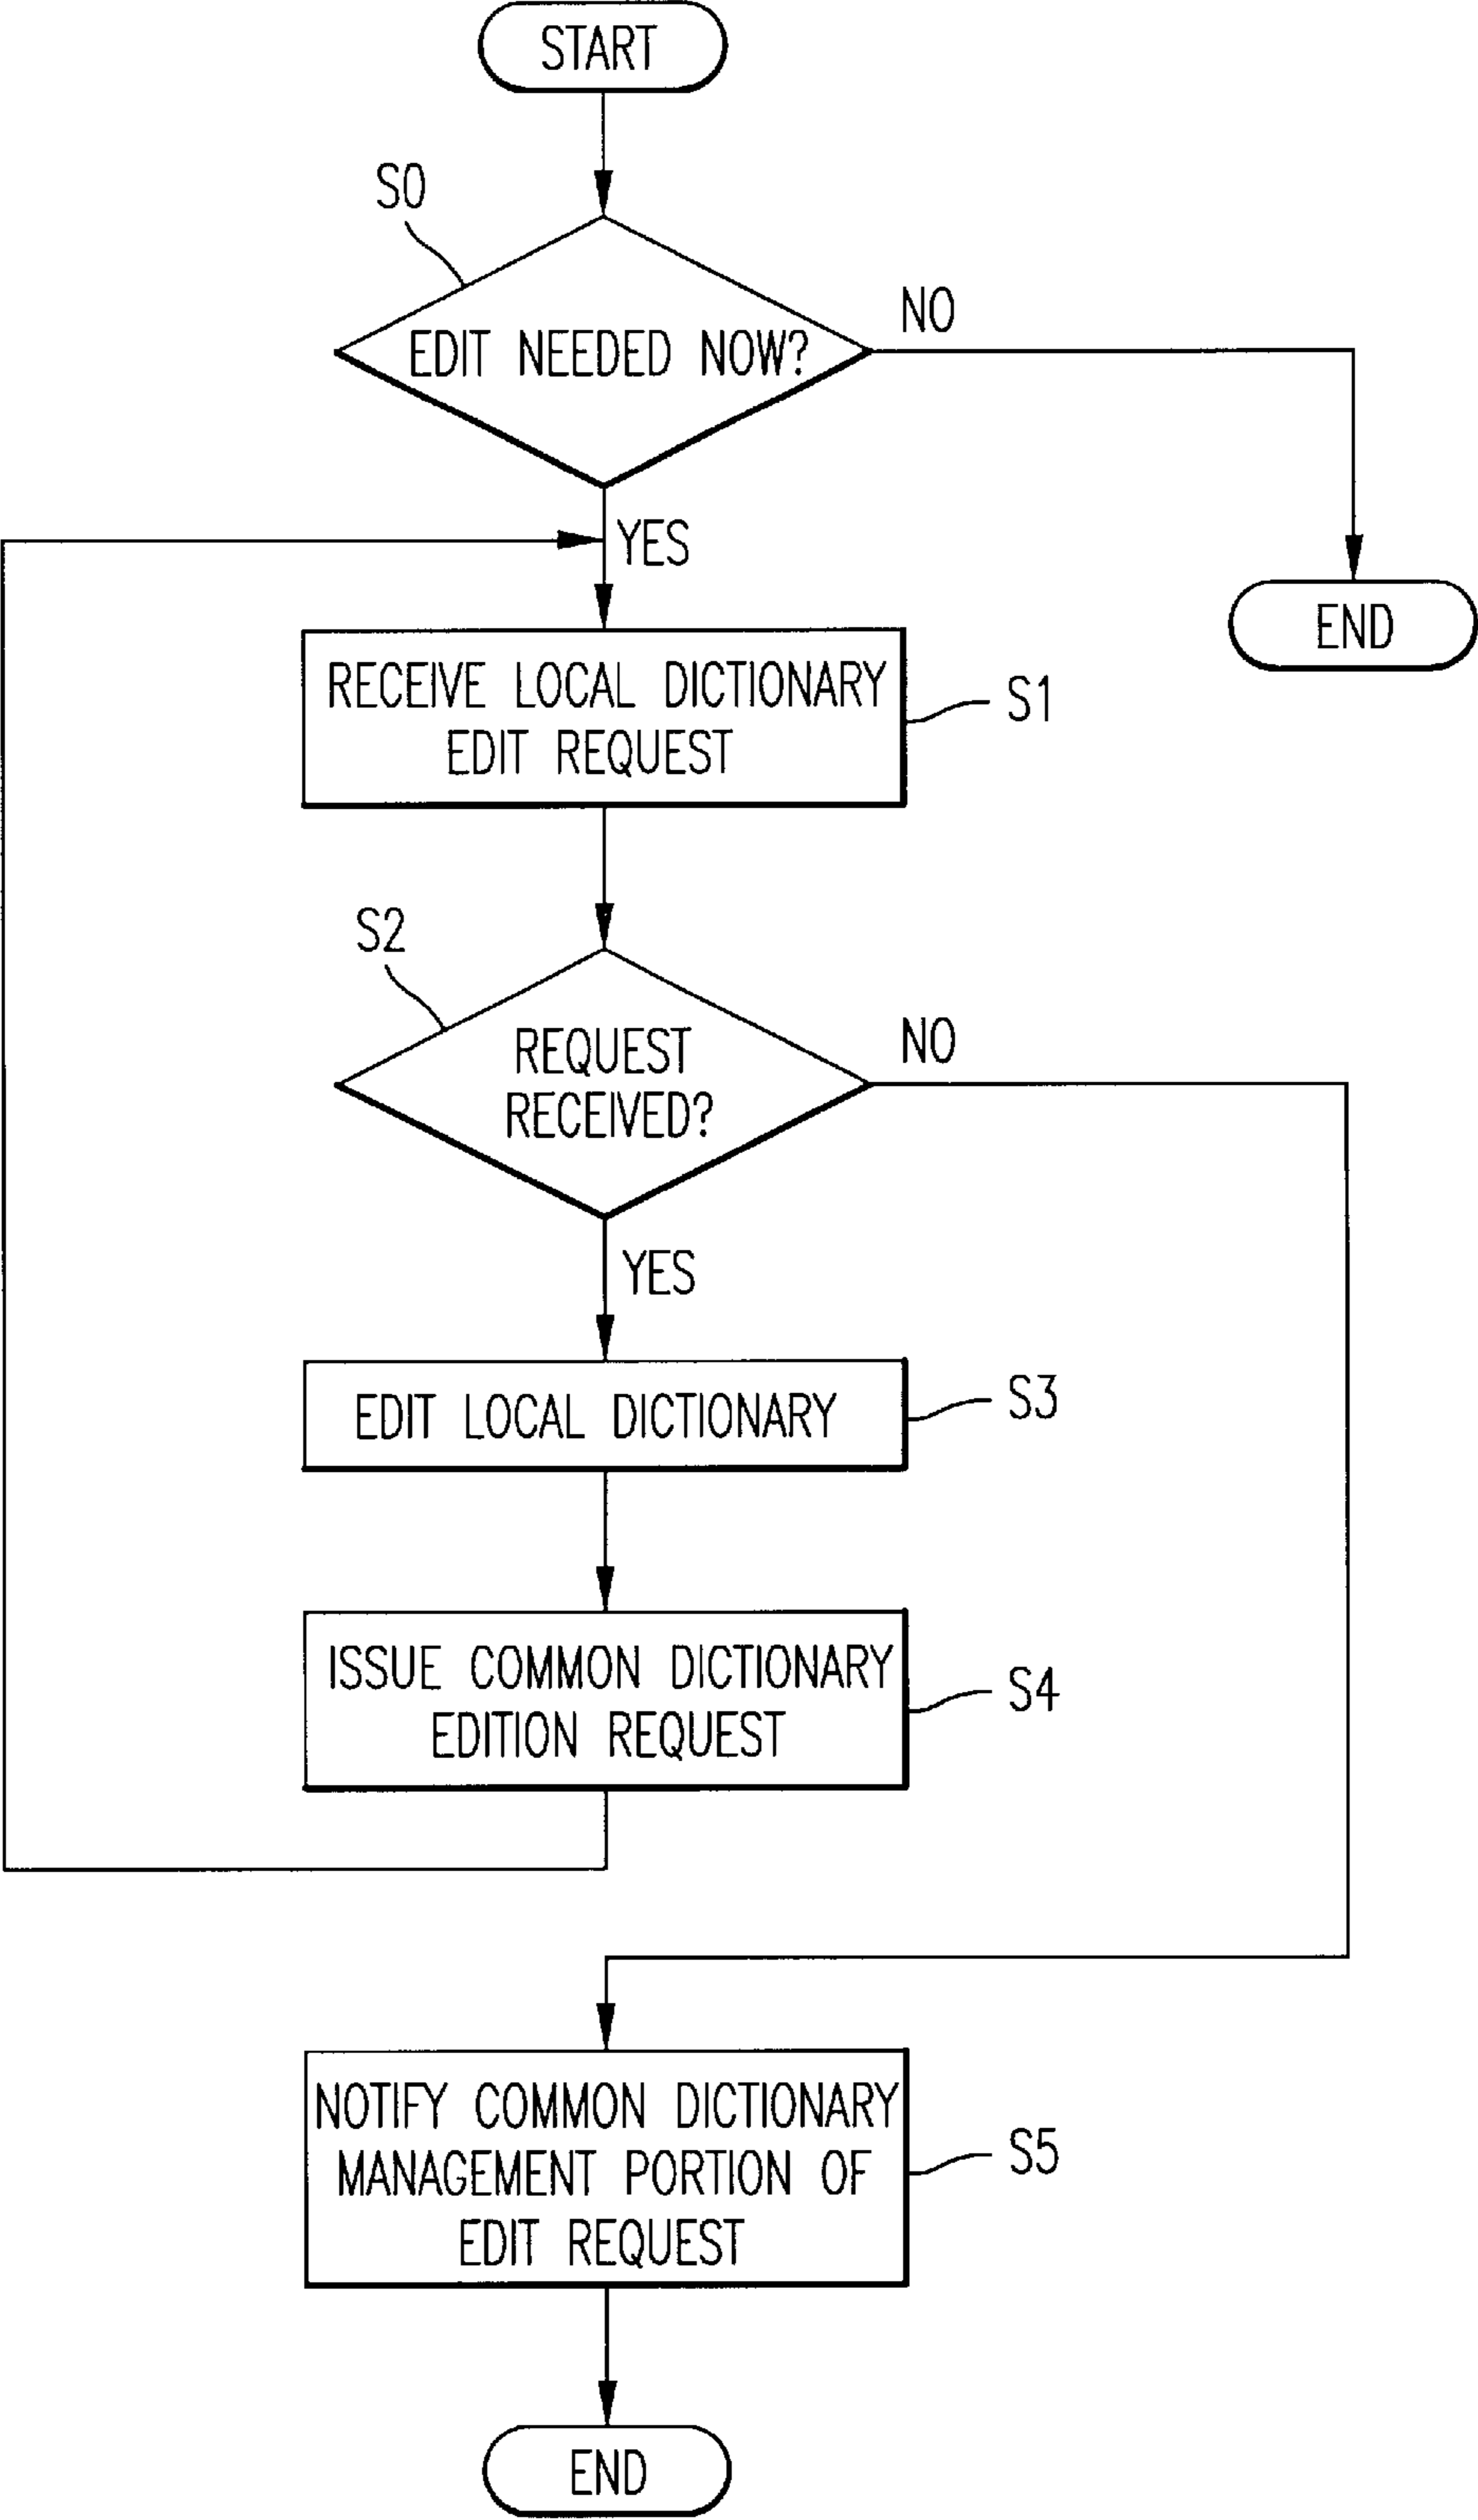 START
S0
EDIT NEEDED NOW?
NO
YES
END
RECEIVE LOCAL DICTIONARY
EDIT REQUEST
S1
S2
REQUEST
RECEIVED?
NO
YES
EDIT LOCAL DICTIONARY
S3
ISSUE COMMON DICTIONARY
EDITION REQUEST
S4
NOTIFY COMMON DICTIONARY
MANAGEMENT PORTION OF
EDIT REQUEST
S5
END